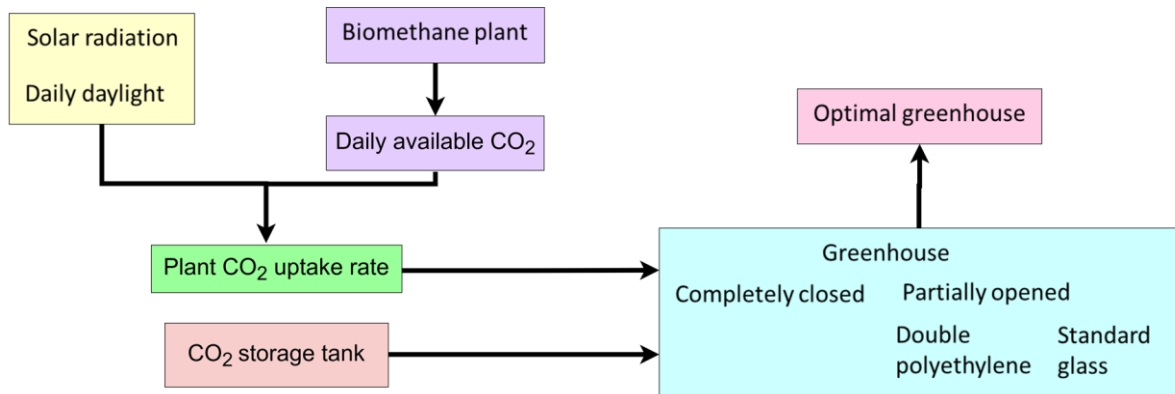 Solar radiation
Daily daylight
Biomethane plant
Daily available CO₂
Optimal greenhouse
Plant CO₂ uptake rate
CO₂ storage tank
Greenhouse
Completely closed
Partially opened
Double
polyethylene
Standard
glass